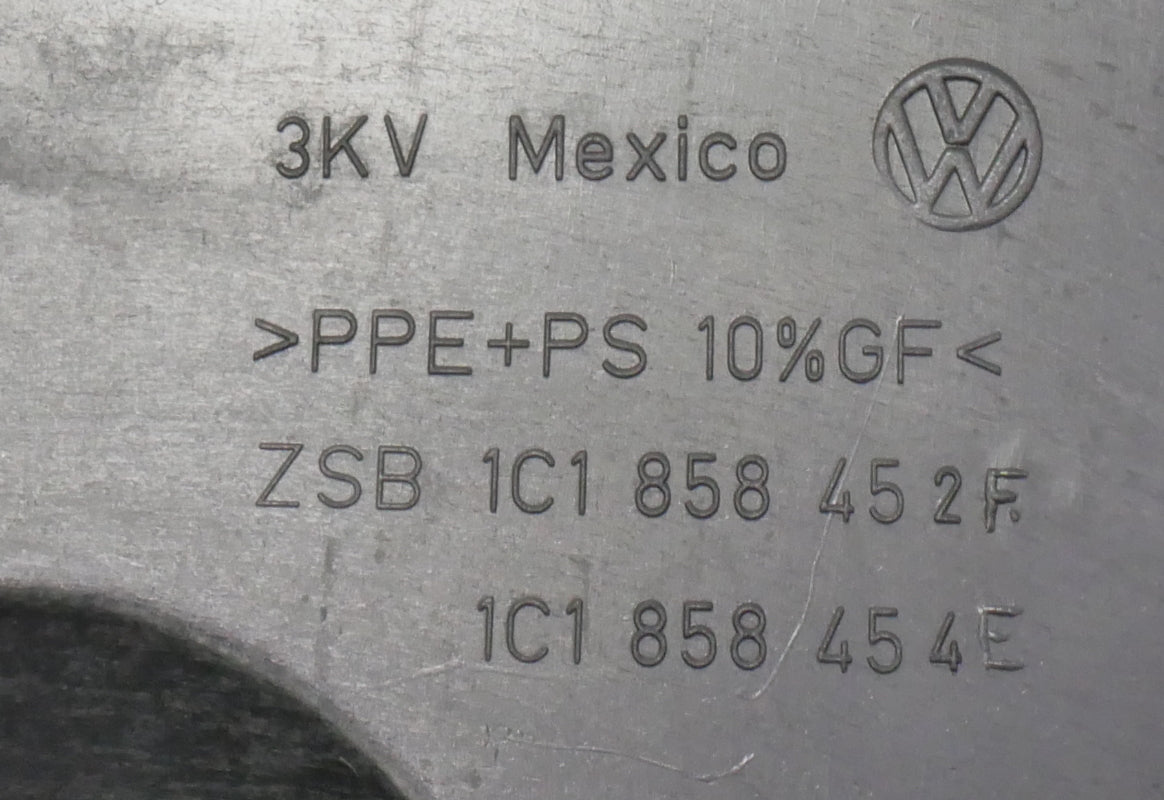 3KV Mexico
>PPE+PS 10%GF<
ZSB 1C1 858 452F
1C1 858 454E